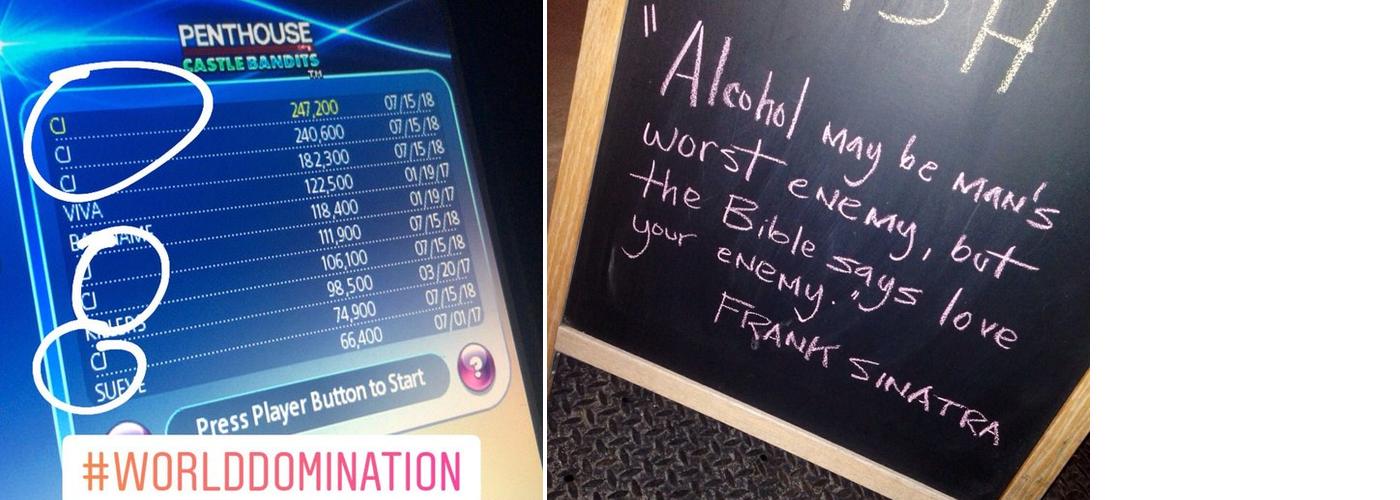 PENTHOUSE
CASTLE BANDITS
TM
CJ 247,200 07/15/18
CJ 240,600 07/15/18
CJ 182,300 07/15/18
VIVA 122,500 01/19/17
118,400 01/19/17
CJ 111,900 07/15/18
CJ 106,100 07/15/18
KILLERS 98,500 03/20/17
CJ 74,900 07/15/18
SUEVE 66,400 07/01/17
?
Press Player Button to Start
#WORLDDOMINATION
"Alcohol may be man's
worst enemy, but
the Bible says love
your enemy."
FRANK SINATRA